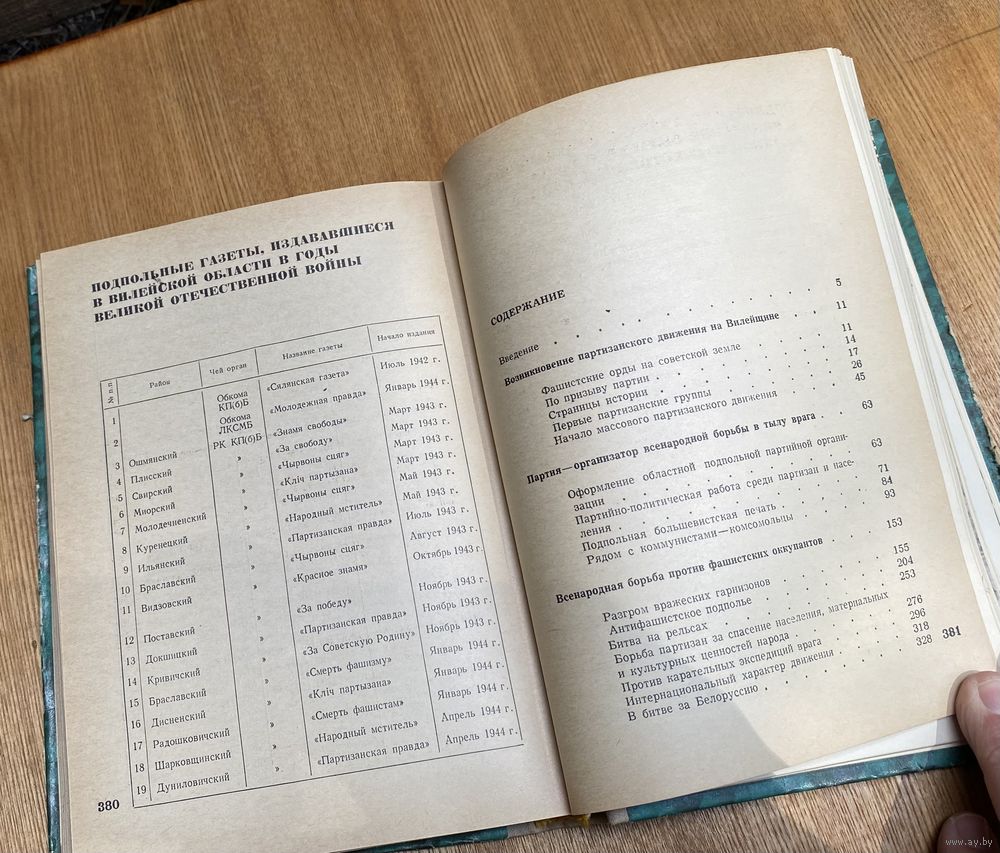 ПОДПОЛЬНЫЕ ГАЗЕТЫ, ИЗДАВАВШИЕСЯ
В ВИЛЕЙСКОЙ ОБЛАСТИ В ГОДЫ
ВЕЛИКОЙ ОТЕЧЕСТВЕННОЙ ВОЙНЫ
№ п.п. Район Чей орган Название газеты Начало издания
1 Обкома КП(б)Б «Сялянская газета» Июль 1942 г.
2 Обкома ЛКСМБ «Молодежная правда» Январь 1944 г.
3 Ошмянский РК КП(б)Б «Знамя свободы» Март 1943 г.
4 Плисский » «За свободу» Март 1943 г.
5 Свирский » «Чырвоны сцяг» Март 1943 г.
6 Миорский » «Кліч партызана» Март 1943 г.
7 Молодечненский » «Чырвоны сцяг» Май 1943 г.
8 Куренецкий » «Народный мститель» Май 1943 г.
9 Ильянский » «Партизанская правда» Июль 1943 г.
10 Браславский » «Чырвоны сцяг» Август 1943 г.
11 Видзовский » «Красное знамя» Октябрь 1943 г.
12 Поставский » «За победу» Ноябрь 1943 г.
13 Докшицкий » «Партизанская правда» Ноябрь 1943 г.
14 Кривичский » «За Советскую Родину» Ноябрь 1943 г.
15 Браславский » «Смерть фашизму» Январь 1944 г.
16 Дисненский » «Кліч партызана» Январь 1944 г.
17 Радошковичский » «Смерть фашистам» Январь 1944 г.
18 Шарковщинский » «Народный мститель» Апрель 1944 г.
19 Дуниловичский » «Партизанская правда» Апрель 1944 г.
380
СОДЕРЖАНИЕ
Введение 5
Возникновение партизанского движения на Вилейщине 11
Фашистские орды на советской земле 11
По призыву партии 14
Страницы истории 17
Первые партизанские группы 26
Начало массового партизанского движения 45
Партия — организатор всенародной борьбы в тылу врага 63
Оформление областной подпольной партийной органи-
зации 63
Партийно-политическая работа среди партизан и насе-
ления 71
Подпольная большевистская печать 84
Рядом с коммунистами — комсомольцы 93
Всенародная борьба против фашистских оккупантов 153
Разгром вражеских гарнизонов 155
Антифашистское подполье 204
Битва на рельсах 253
Борьба партизан за спасение населения, материальных
и культурных ценностей народа 276
Против карательных экспедиций врага 296
Интернациональный характер движения 318
В битве за Белоруссию 328
381
www.ay.by